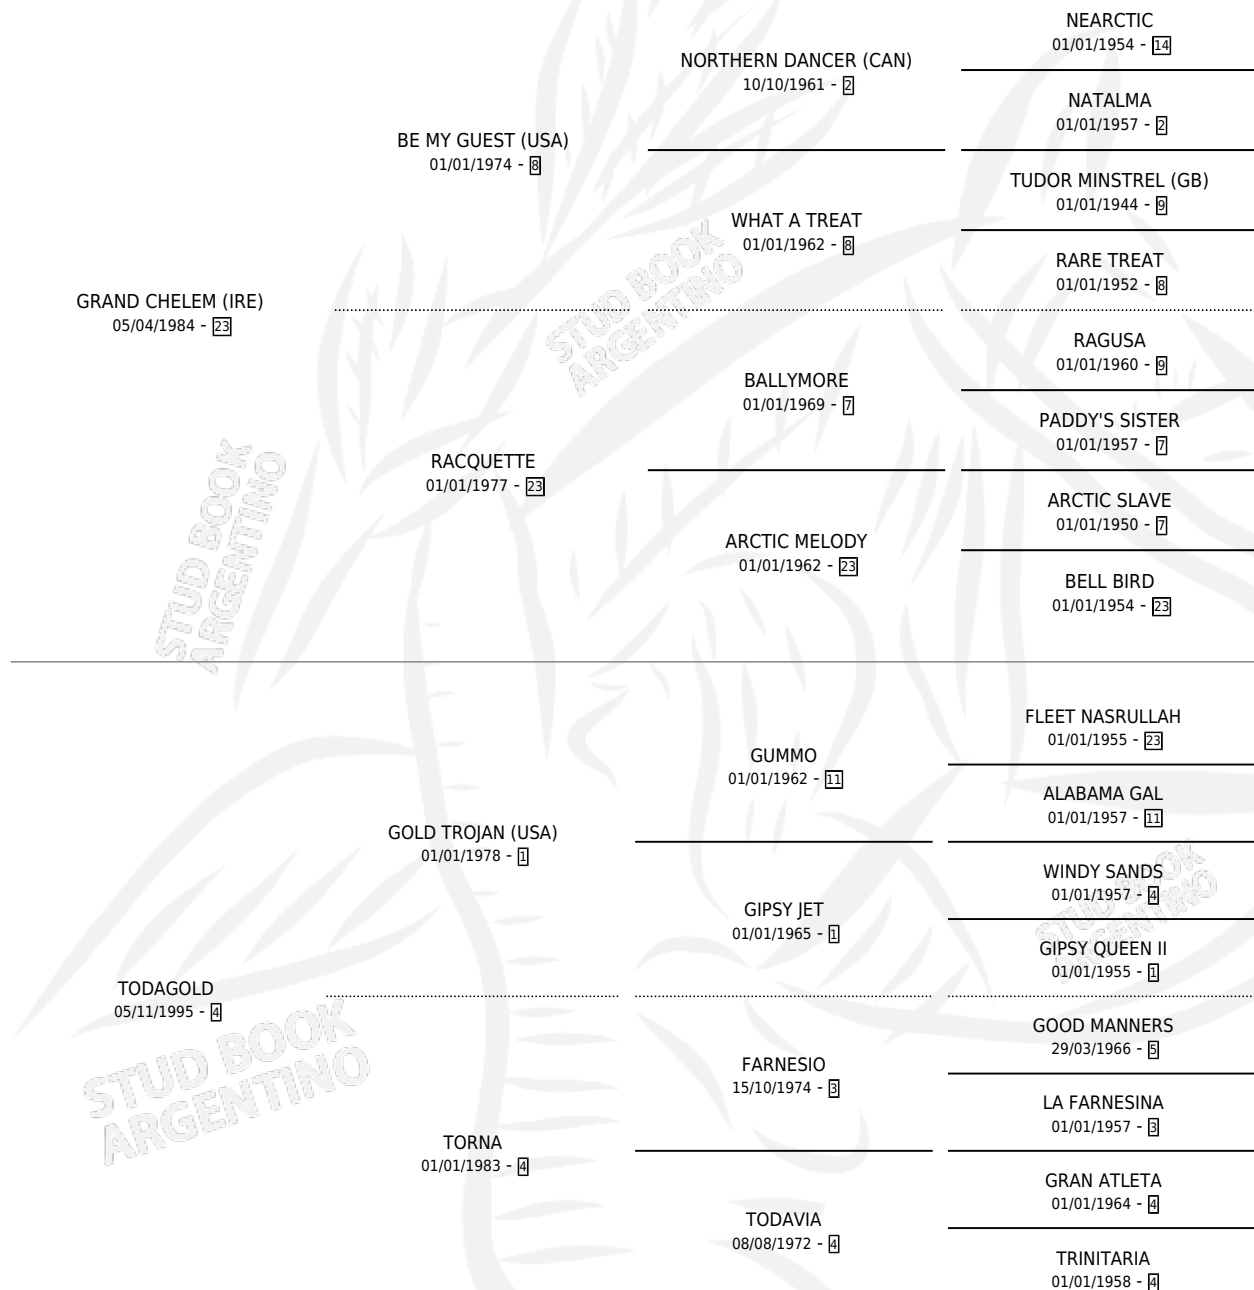 NEARCTIC
01/01/1954 - 14
NORTHERN DANCER (CAN)
10/10/1961 - 2
NATALMA
01/01/1957 - 2
BE MY GUEST (USA)
01/01/1974 - 8
TUDOR MINSTREL (GB)
01/01/1944 - 9
WHAT A TREAT
01/01/1962 - 8
RARE TREAT
01/01/1952 - 8
GRAND CHELEM (IRE)
05/04/1984 - 23
STUD BOOK
ARGENTINO
RAGUSA
01/01/1960 - 9
BALLYMORE
01/01/1969 - 7
PADDY'S SISTER
01/01/1957 - 7
RACQUETTE
01/01/1977 - 23
ARCTIC SLAVE
01/01/1950 - 7
ARCTIC MELODY
01/01/1962 - 23
BELL BIRD
01/01/1954 - 23
STUD BOOK
ARGENTINO
FLEET NASRULLAH
01/01/1955 - 23
GUMMO
01/01/1962 - 11
ALABAMA GAL
01/01/1957 - 11
GOLD TROJAN (USA)
01/01/1978 - 1
WINDY SANDS
01/01/1957 - 4
GIPSY JET
01/01/1965 - 1
STUD BOOK
ARGENTINO
GIPSY QUEEN II
01/01/1955 - 1
TODAGOLD
05/11/1995 - 4
STUD BOOK
ARGENTINO
GOOD MANNERS
29/03/1966 - 5
FARNESIO
15/10/1974 - 3
LA FARNESINA
01/01/1957 - 3
TORNA
01/01/1983 - 4
GRAN ATLETA
01/01/1964 - 4
TODAVIA
08/08/1972 - 4
TRINITARIA
01/01/1958 - 4